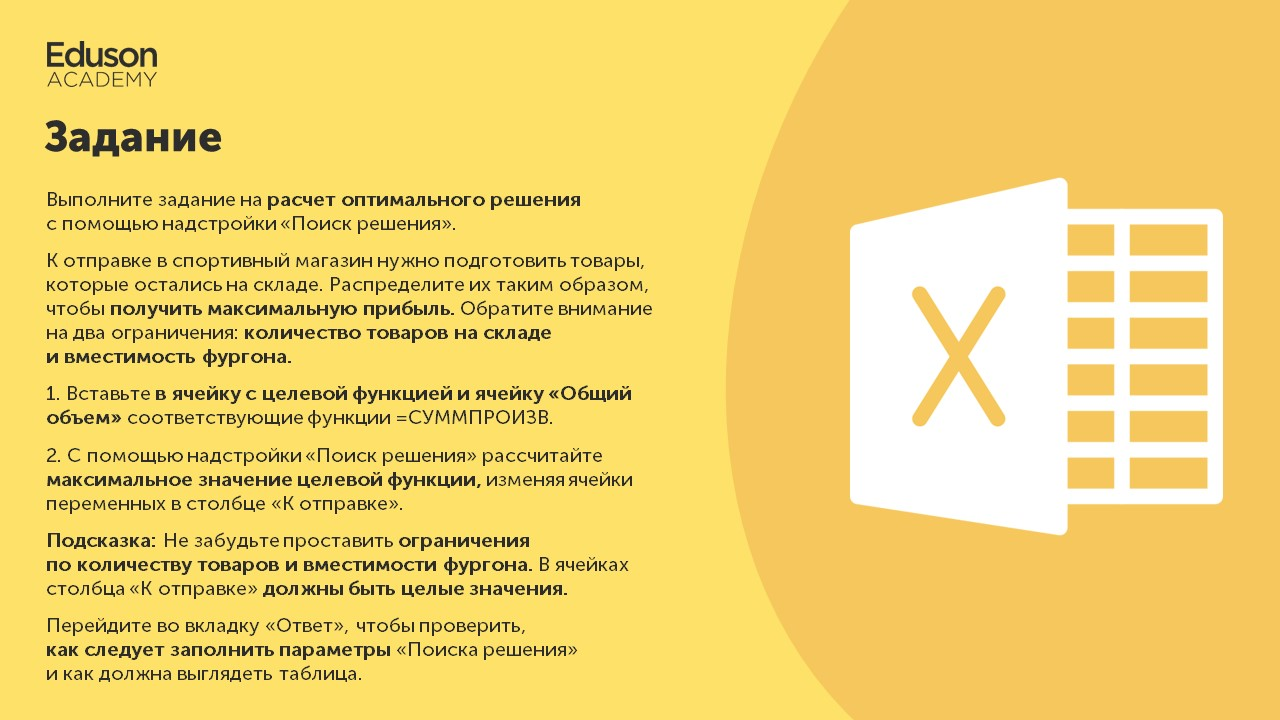 Eduson
ACADEMY
Задание
Выполните задание на расчет оптимального решения
с помощью надстройки «Поиск решения».
К отправке в спортивный магазин нужно подготовить товары,
которые остались на складе. Распределите их таким образом,
чтобы получить максимальную прибыль. Обратите внимание
на два ограничения: количество товаров на складе
и вместимость фургона.
1. Вставьте в ячейку с целевой функцией и ячейку «Общий
объем» соответствующие функции =СУММПРОИЗВ.
2. С помощью надстройки «Поиск решения» рассчитайте
максимальное значение целевой функции, изменяя ячейки
переменных в столбце «К отправке».
Подсказка: Не забудьте проставить ограничения
по количеству товаров и вместимости фургона. В ячейках
столбца «К отправке» должны быть целые значения.
Перейдите во вкладку «Ответ», чтобы проверить,
как следует заполнить параметры «Поиска решения»
и как должна выглядеть таблица.
X